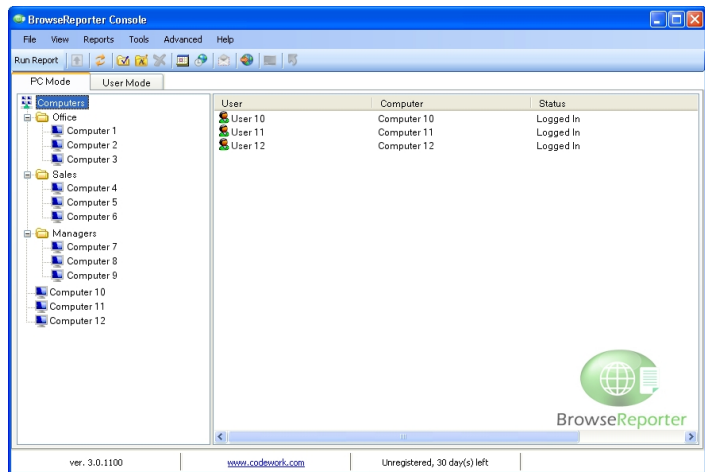 BrowseReporter Console
File View Reports Tools Advanced Help
Run Report
PC Mode User Mode
Computers
Office
Computer 1
Computer 2
Computer 3
Sales
Computer 4
Computer 5
Computer 6
Managers
Computer 7
Computer 8
Computer 9
Computer 10
Computer 11
Computer 12
User Computer Status
User 10 Computer 10 Logged In
User 11 Computer 11 Logged In
User 12 Computer 12 Logged In
BrowseReporter
ver. 3.0.1100 www.codework.com Unregistered, 30 day(s) left